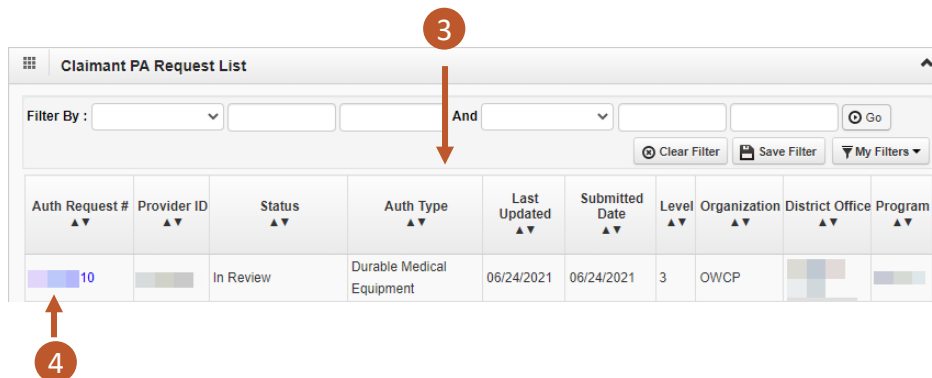 3
Claimant PA Request List
Filter By : And Go
Clear Filter Save Filter My Filters
Auth Request # Provider ID Status Auth Type Last Updated Submitted Date Level Organization District Office Program
10 In Review Durable Medical Equipment 06/24/2021 06/24/2021 3 OWCP
4